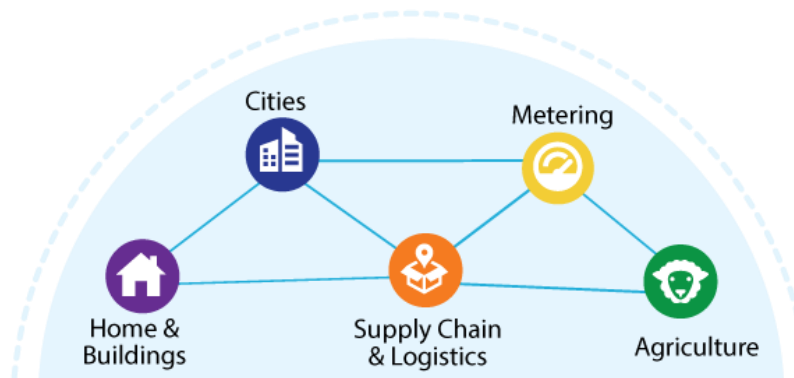 Cities
Metering
Home &
Buildings
Supply Chain
& Logistics
Agriculture